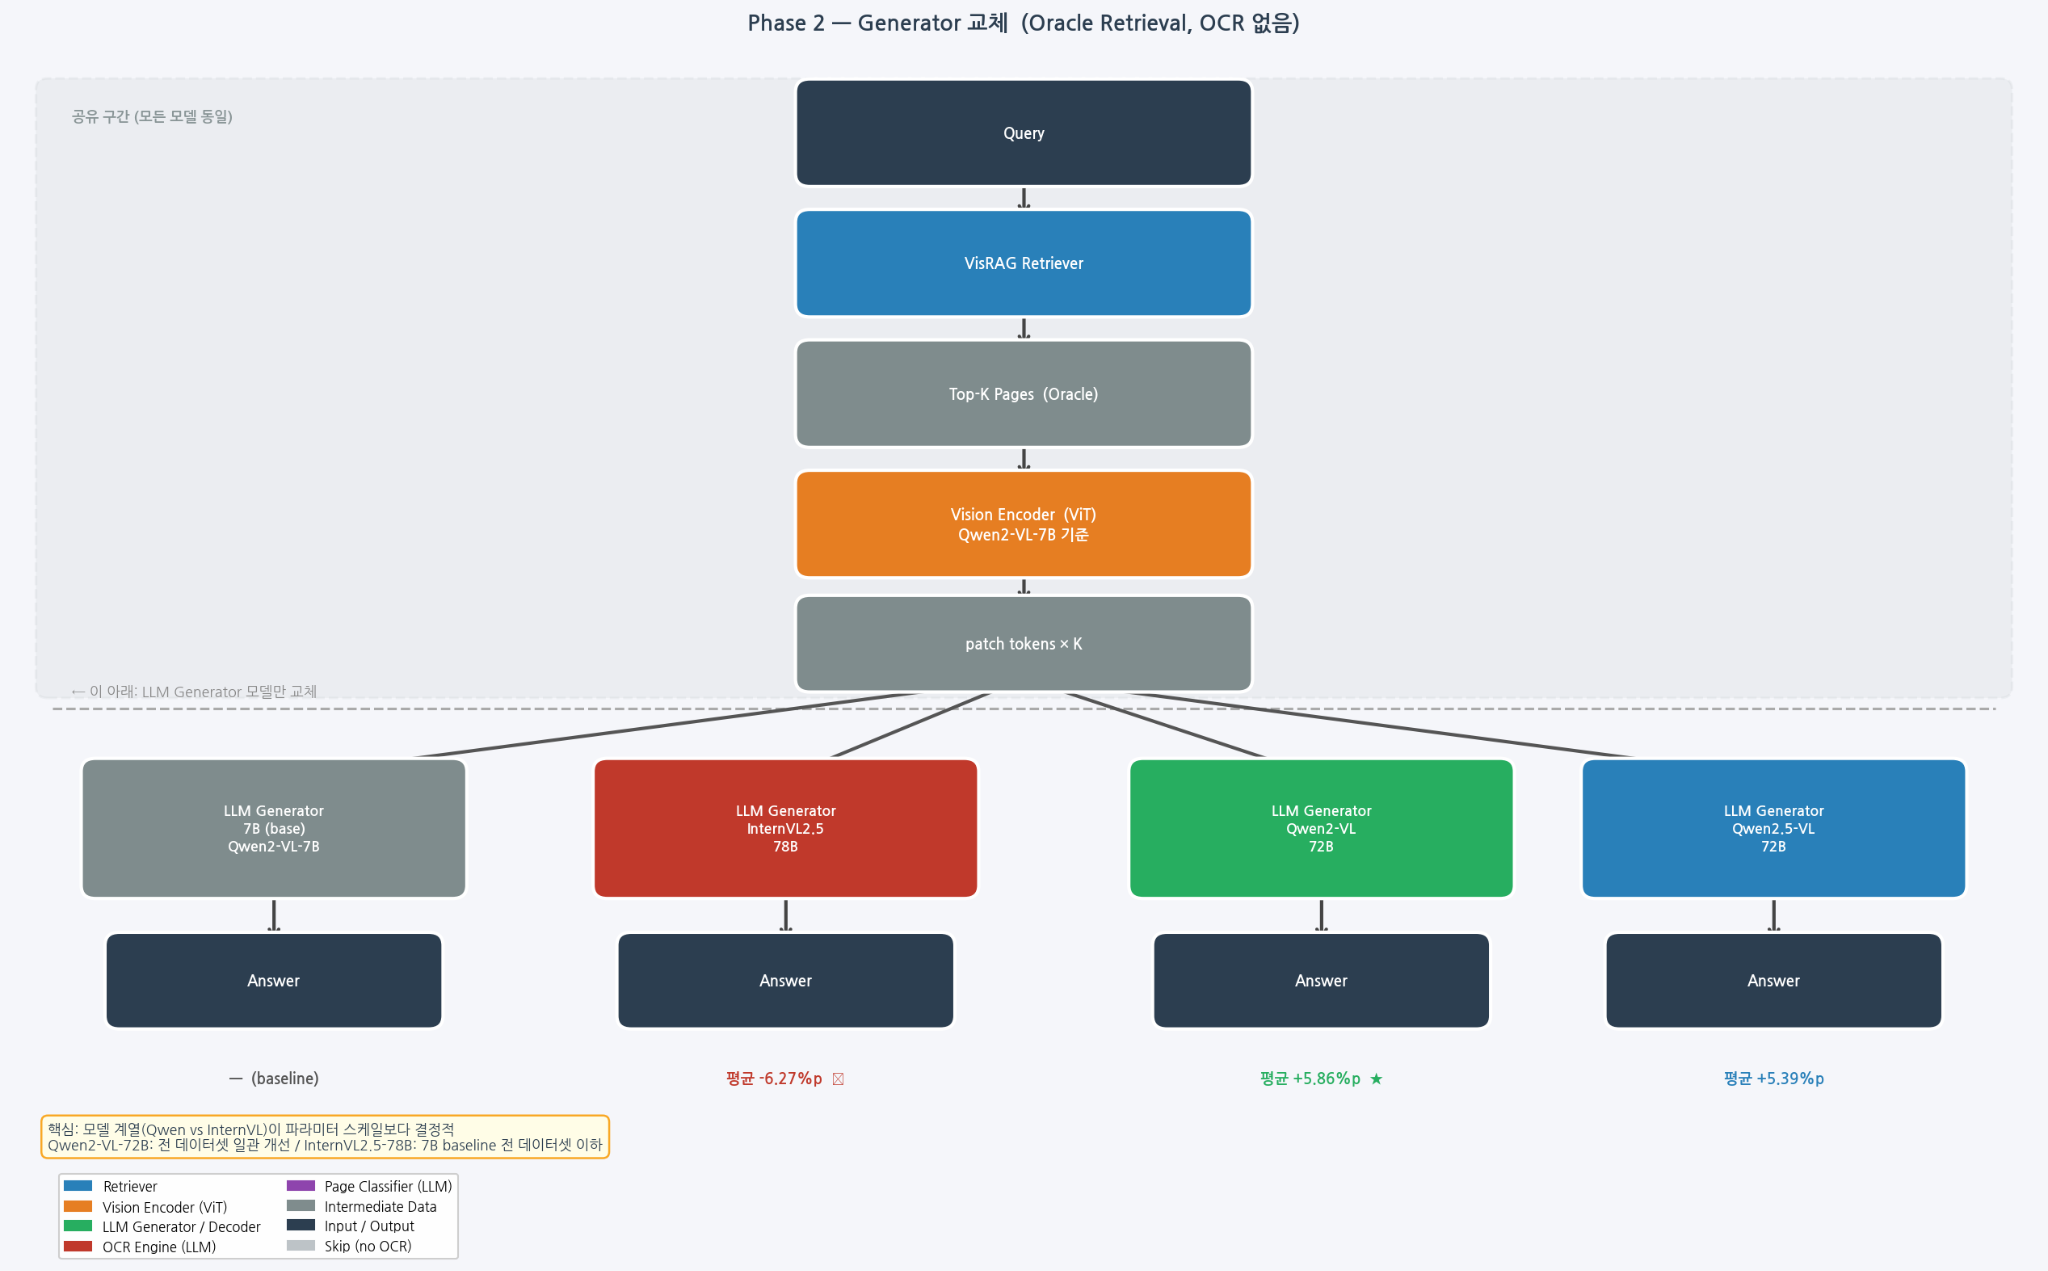 Phase 2 — Generator 교체 (Oracle Retrieval, OCR 없음)
공유 구간 (모든 모델 동일)
Query
VisRAG Retriever
Top-K Pages (Oracle)
Vision Encoder (ViT)
Qwen2-VL-7B 기준
patch tokens × K
← 이 아래: LLM Generator 모델만 교체
LLM Generator
7B (base)
Qwen2-VL-7B
LLM Generator
InternVL2.5
78B
LLM Generator
Qwen2-VL
72B
LLM Generator
Qwen2.5-VL
72B
Answer
Answer
Answer
Answer
— (baseline)
평균 -6.27%p
평균 +5.86%p ★
평균 +5.39%p
핵심: 모델 계열(Qwen vs InternVL)이 파라미터 스케일보다 결정적
Qwen2-VL-72B: 전 데이터셋 일관 개선 / InternVL2.5-78B: 7B baseline 전 데이터셋 이하
Retriever
Vision Encoder (ViT)
LLM Generator / Decoder
OCR Engine (LLM)
Page Classifier (LLM)
Intermediate Data
Input / Output
Skip (no OCR)